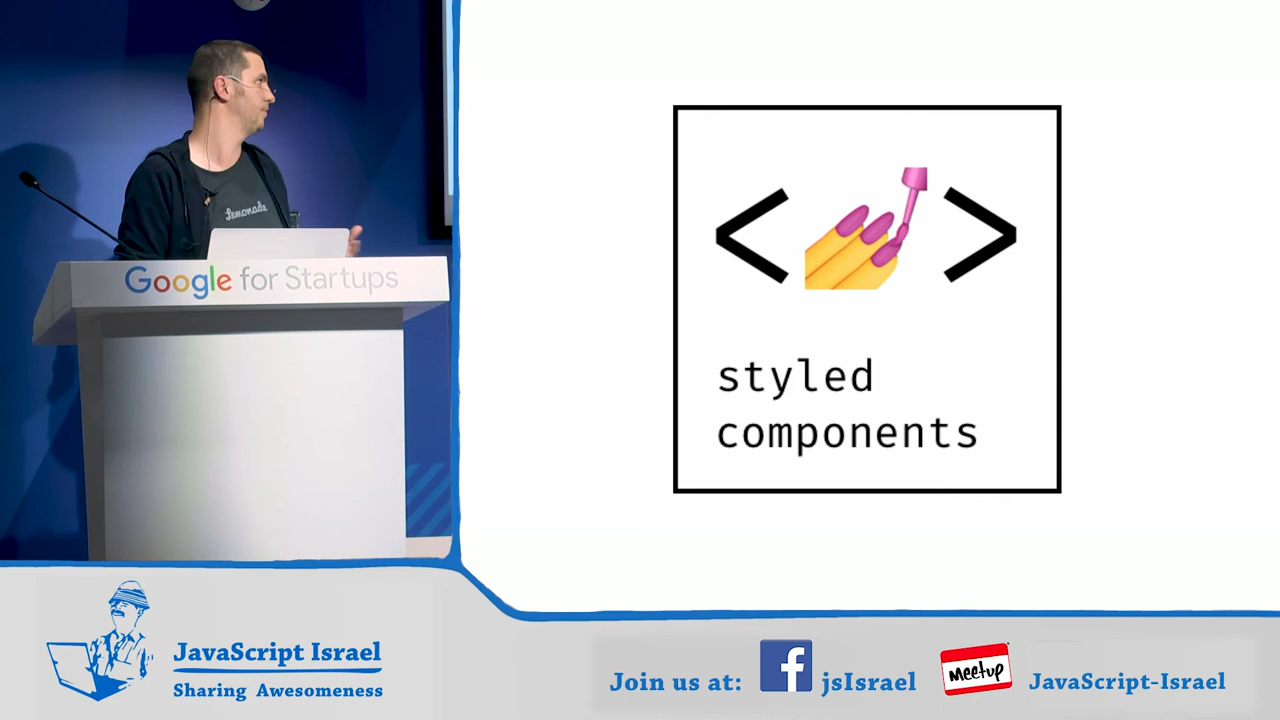 Lemonade
Google for Startups
styled
components
JavaScript Israel
Sharing Awesomeness
Join us at:
f
jsIsrael
Meetup
JavaScript-Israel